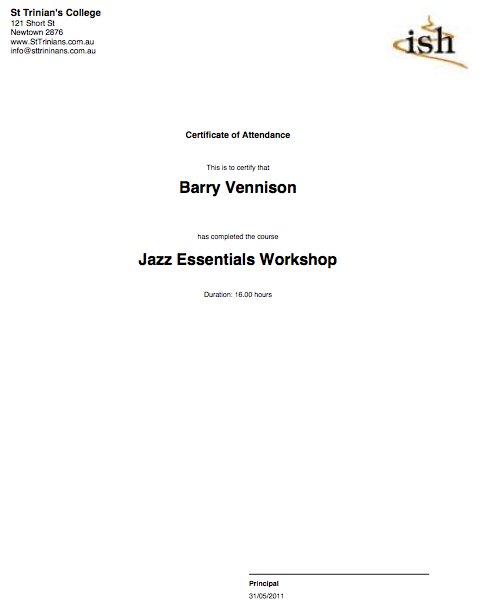 St Trinian's College
121 Short St
Newtown 2876
www.StTrinians.com.au
info@sttrininans.com.au
ish
Certificate of Attendance
This is to certify that
Barry Vennison
has completed the course
Jazz Essentials Workshop
Duration: 16.00 hours
Principal
31/05/2011